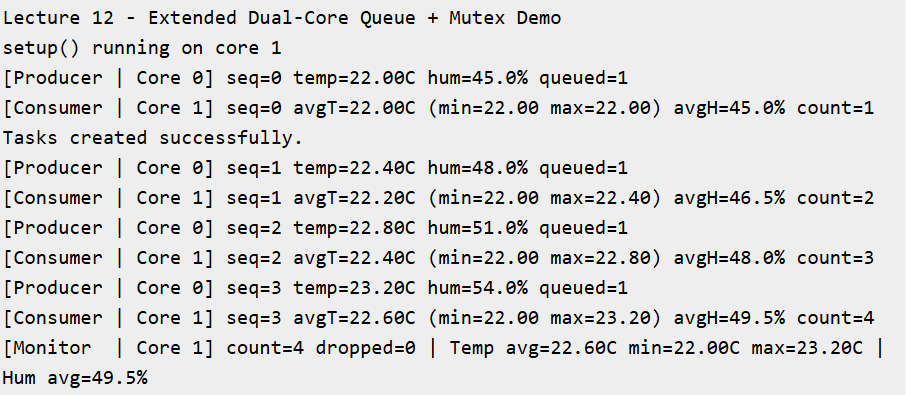 Lecture 12 - Extended Dual-Core Queue + Mutex Demo
setup() running on core 1
[Producer | Core 0] seq=0 temp=22.00C hum=45.0% queued=1
[Consumer | Core 1] seq=0 avgT=22.00C (min=22.00 max=22.00) avgH=45.0% count=1
Tasks created successfully.
[Producer | Core 0] seq=1 temp=22.40C hum=48.0% queued=1
[Consumer | Core 1] seq=1 avgT=22.20C (min=22.00 max=22.40) avgH=46.5% count=2
[Producer | Core 0] seq=2 temp=22.80C hum=51.0% queued=1
[Consumer | Core 1] seq=2 avgT=22.40C (min=22.00 max=22.80) avgH=48.0% count=3
[Producer | Core 0] seq=3 temp=23.20C hum=54.0% queued=1
[Consumer | Core 1] seq=3 avgT=22.60C (min=22.00 max=23.20) avgH=49.5% count=4
[Monitor  | Core 1] count=4 dropped=0 | Temp avg=22.60C min=22.00C max=23.20C |
Hum avg=49.5%